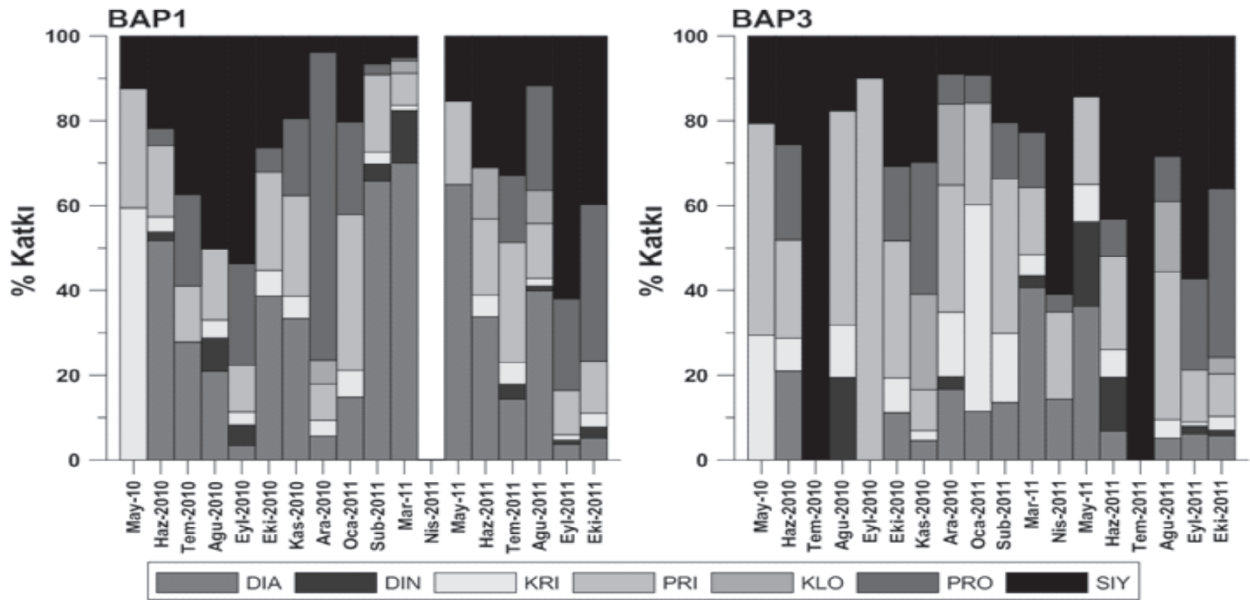 BAP1
BAP3
% Katkı
100
80
60
40
20
0
May-10
Haz-2010
Tem-2010
Agu-2010
Eyl-2010
Eki-2010
Kas-2010
Ara-2010
Oca-2011
Sub-2011
Mar-11
Nis-2011
May-11
Haz-2011
Tem-2011
Agu-2011
Eyl-2011
Eki-2011
% Katkı
100
80
60
40
20
0
May-10
Haz-2010
Tem-2010
Agu-2010
Eyl-2010
Eki-2010
Kas-2010
Ara-2010
Oca-2011
Sub-2011
Mar-11
Nis-2011
May-11
Haz-2011
Tem-2011
Agu-2011
Eyl-2011
Eki-2011
DIA DIN KRI PRI KLO PRO SIY